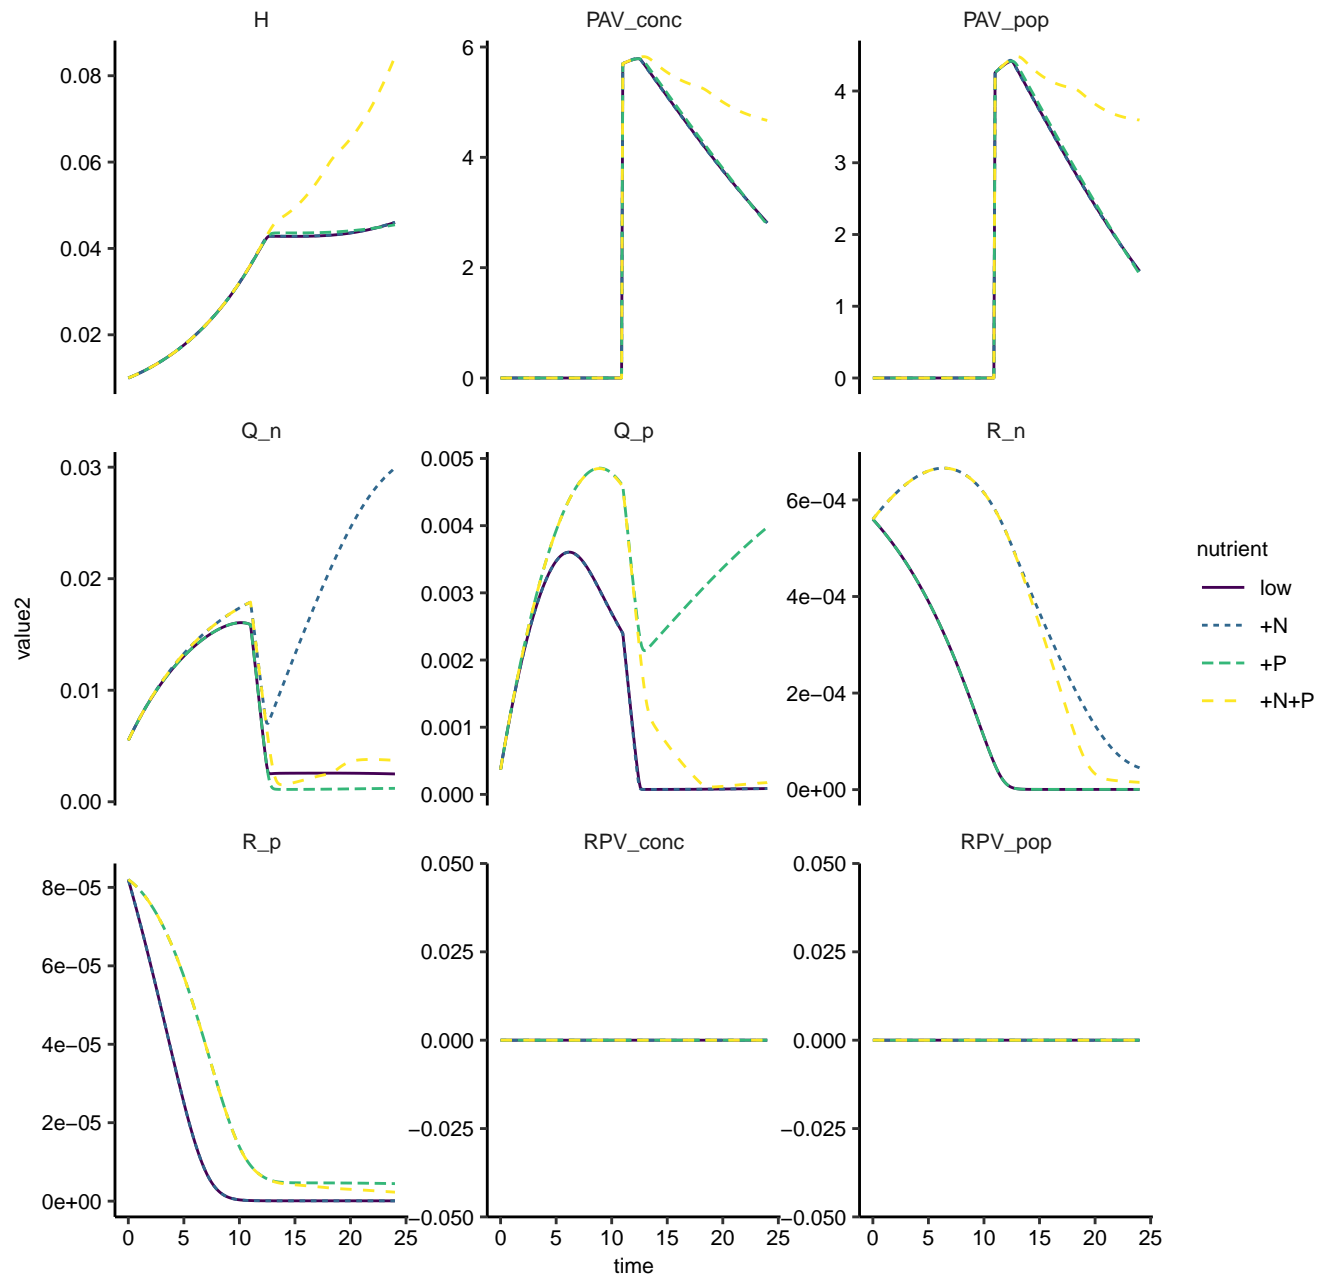 H
PAV_conc
PAV_pop
0.08
0.06
0.04
0.02
6
4
2
0
4
3
2
1
0
Q_n
Q_p
R_n
0.03
0.02
0.01
0.00
0.005
0.004
0.003
0.002
0.001
0.000
6e−04
4e−04
2e−04
0e+00
R_p
RPV_conc
RPV_pop
8e−05
6e−05
4e−05
2e−05
0e+00
0.050
0.025
0.000
−0.025
−0.050
0.050
0.025
0.000
−0.025
−0.050
0 5 10 15 20 25
0 5 10 15 20 25
0 5 10 15 20 25
time
value2
nutrient
low
+N
+P
+N+P